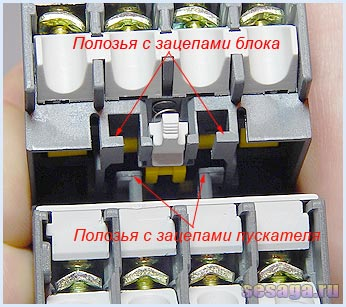 Полозья с зацепами блока
Полозья с зацепами пускателя
sesaga.ru